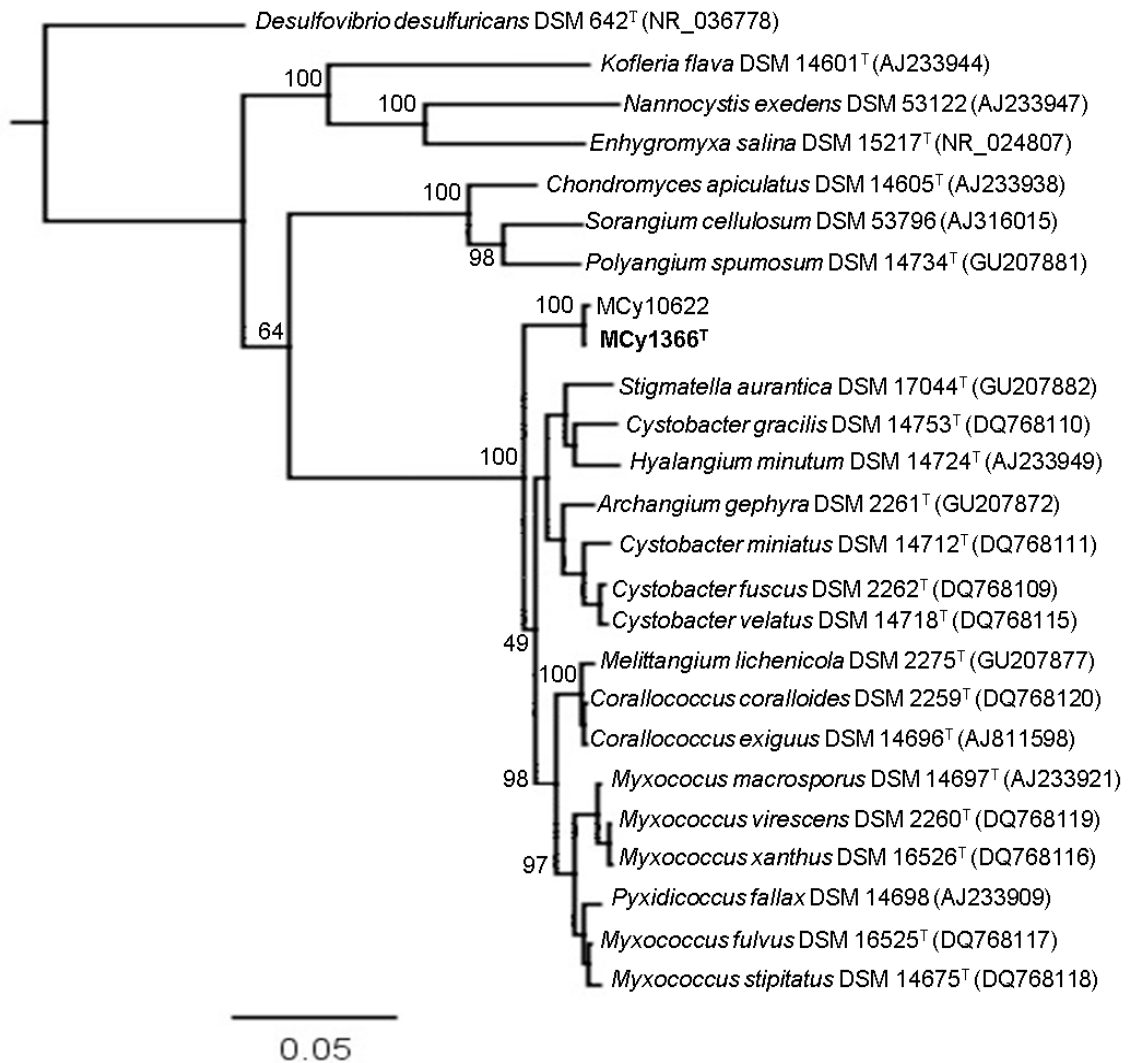 Desulfovibrio desulfuricans DSM 642ᵀ (NR_036778)
Kofleria flava DSM 14601ᵀ (AJ233944)
100
Nannocystis exedens DSM 53122 (AJ233947)
100
Enhygromyxa salina DSM 15217ᵀ (NR_024807)
Chondromyces apiculatus DSM 14605ᵀ (AJ233938)
100
Sorangium cellulosum DSM 53796 (AJ316015)
98
Polyangium spumosum DSM 14734ᵀ (GU207881)
100
MCy10622
64
MCy1366ᵀ
Stigmatella aurantica DSM 17044ᵀ (GU207882)
Cystobacter gracilis DSM 14753ᵀ (DQ768110)
100
Hyalangium minutum DSM 14724ᵀ (AJ233949)
Archangium gephyra DSM 2261ᵀ (GU207872)
Cystobacter miniatus DSM 14712ᵀ (DQ768111)
Cystobacter fuscus DSM 2262ᵀ (DQ768109)
Cystobacter velatus DSM 14718ᵀ (DQ768115)
49
Melittangium lichenicola DSM 2275ᵀ (GU207877)
100
Corallococcus coralloides DSM 2259ᵀ (DQ768120)
Corallococcus exiguus DSM 14696ᵀ (AJ811598)
98
Myxococus macrosporus DSM 14697ᵀ (AJ233921)
Myxococcus virescens DSM 2260ᵀ (DQ768119)
Myxococcus xanthus DSM 16526ᵀ (DQ768116)
97
Pyxidicoccus fallax DSM 14698 (AJ233909)
Myxococcus fulvus DSM 16525ᵀ (DQ768117)
Myxococcus stipitatus DSM 14675ᵀ (DQ768118)
0.05